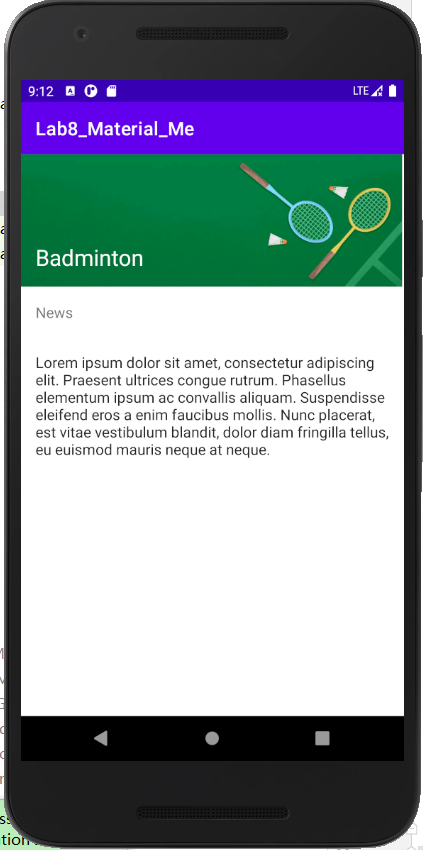 9:12
LTE
Lab8_Material_Me
Badminton
News
Lorem ipsum dolor sit amet, consectetur adipiscing
elit. Praesent ultrices congue rutrum. Phasellus
elementum ipsum ac convallis aliquam. Suspendisse
eleifend eros a enim faucibus mollis. Nunc placerat,
est vitae vestibulum blandit, dolor diam fringilla tellus,
eu euismod mauris neque at neque.